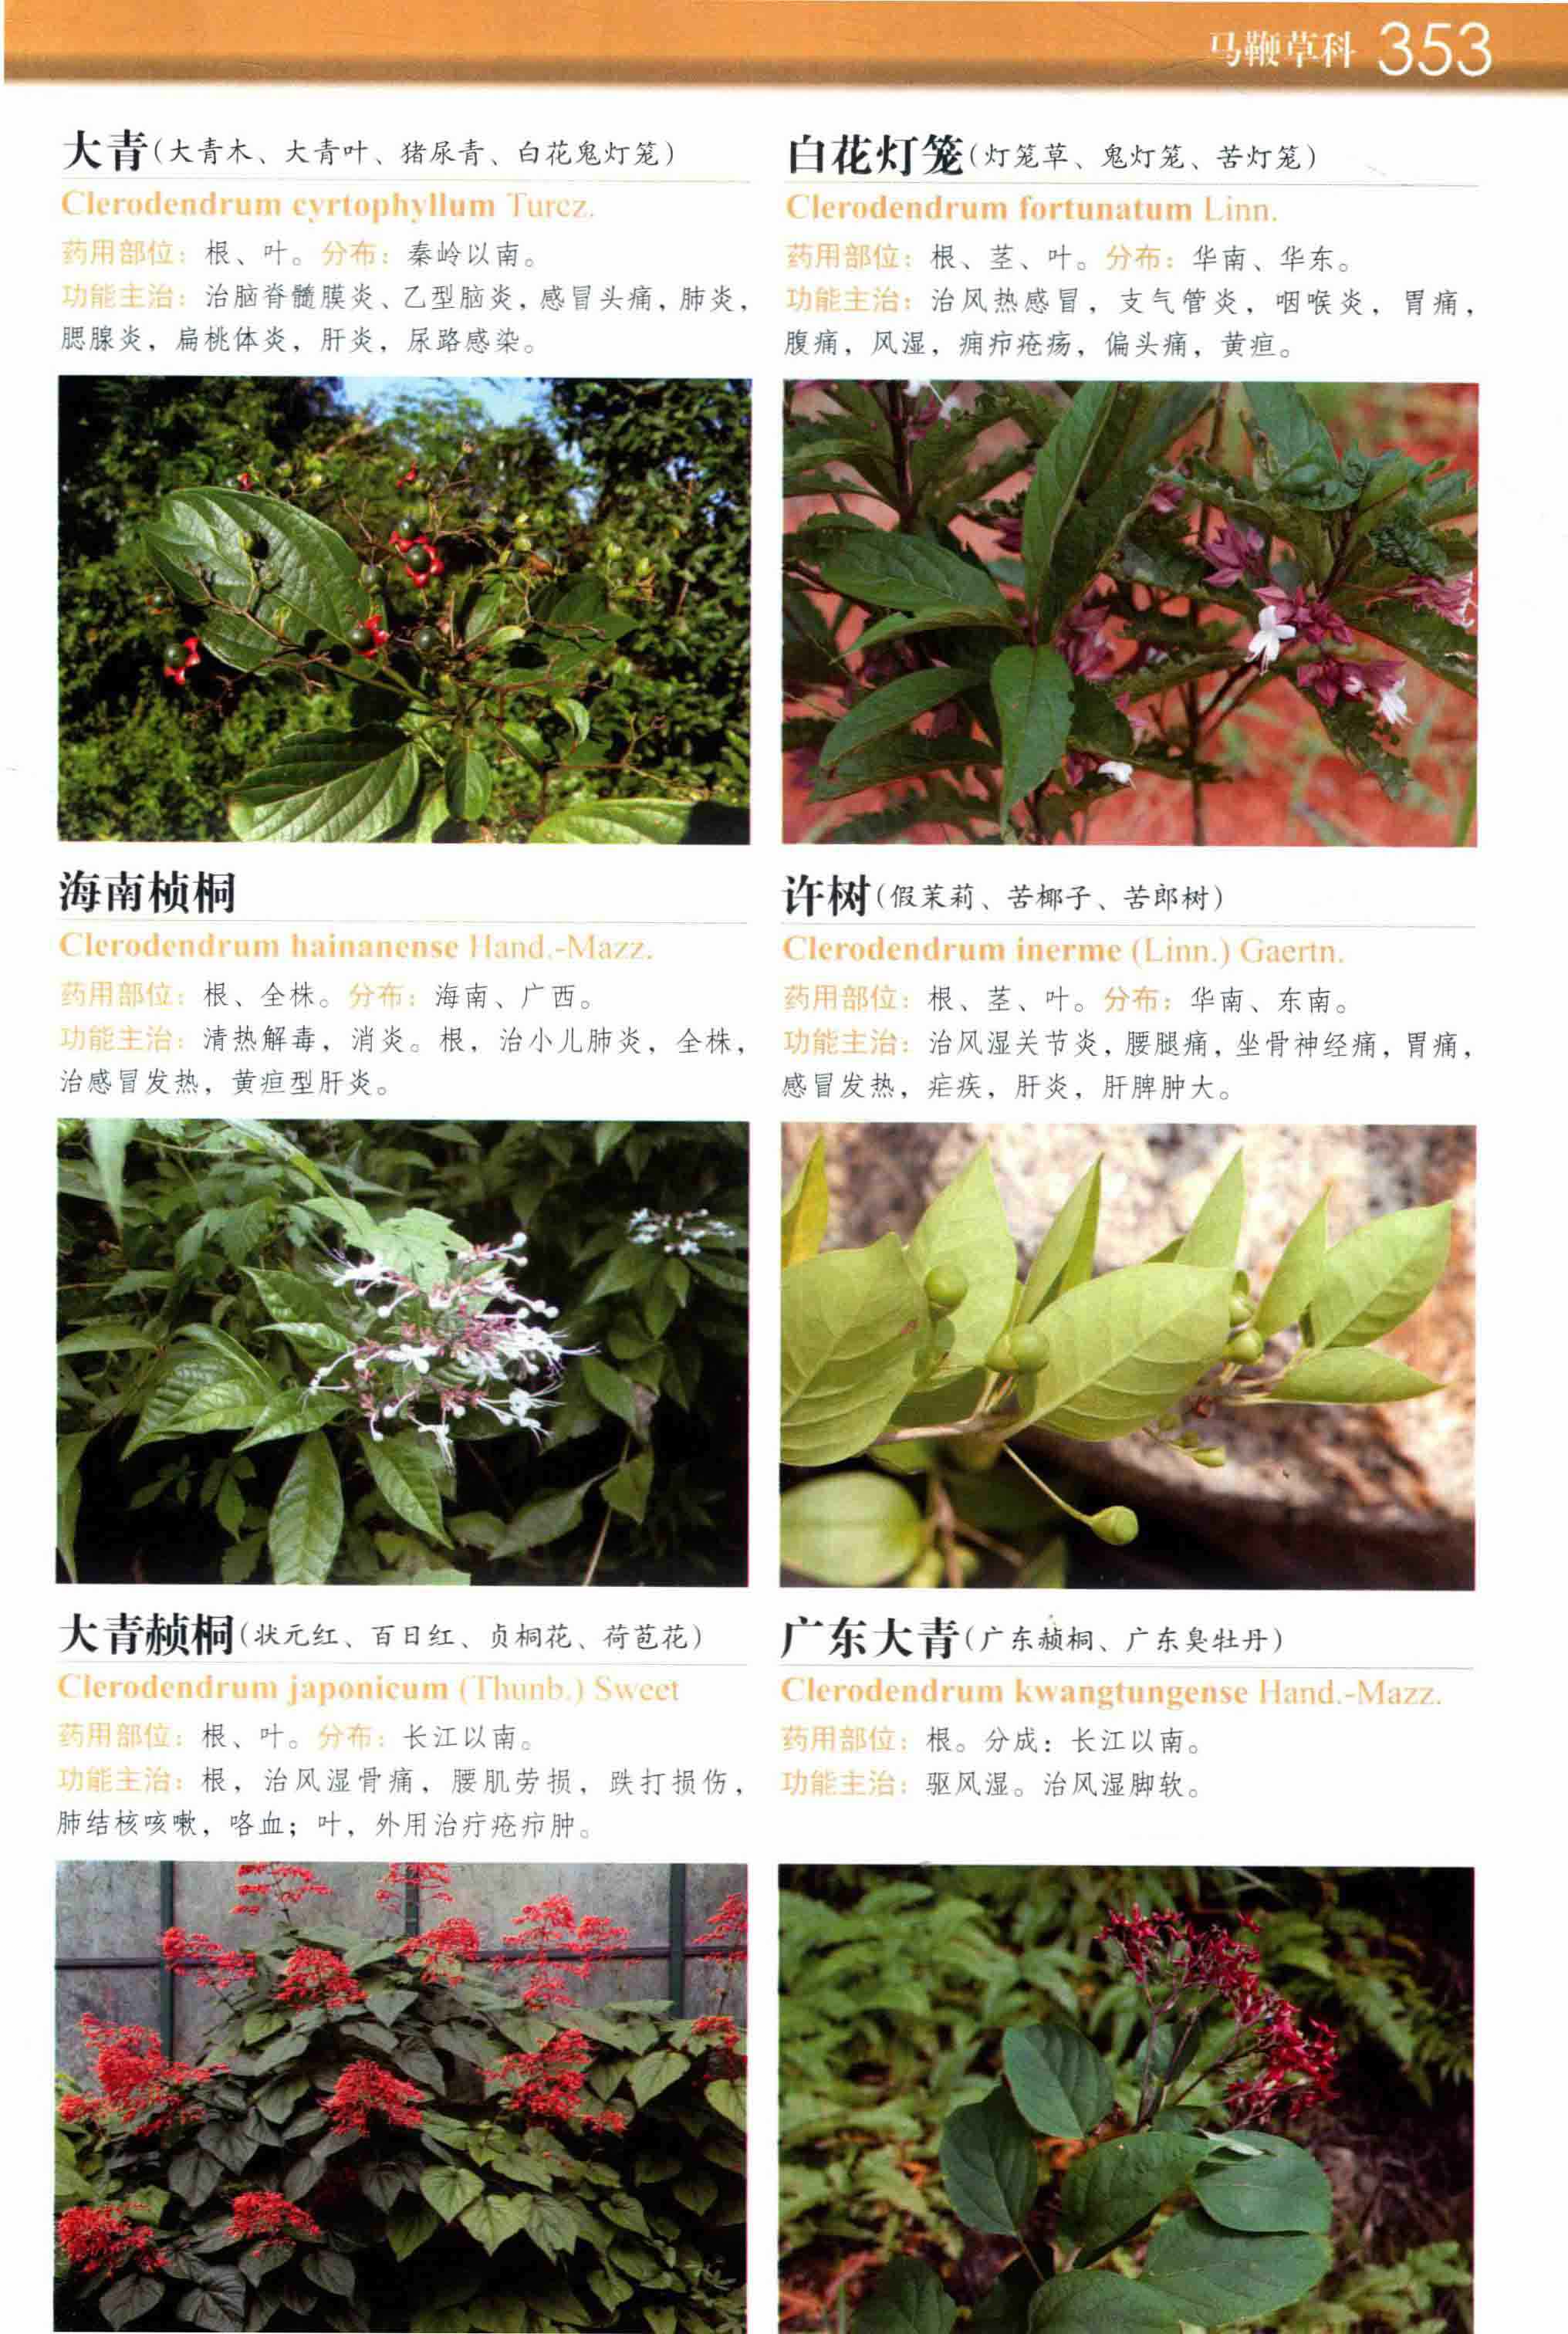 马鞭草科 353
大青(大青木、大青叶、猪尿青、白花鬼灯笼)
Clerodendrum cyrtophyllum Turcz.
药用部位：根、叶。分布：秦岭以南。
功能主治：治脑脊髓膜炎、乙型脑炎，感冒头痛，肺炎，
腮腺炎，扁桃体炎，肝炎，尿路感染。
白花灯笼(灯笼草、鬼灯笼、苦灯笼)
Clerodendrum fortunatum Linn.
药用部位：根、茎、叶。分布：华南、华东。
功能主治：治风热感冒，支气管炎，咽喉炎，胃痛，
腹痛，风湿，痈疖疮疡，偏头痛，黄疸。
海南桢桐
Clerodendrum hainanense Hand.-Mazz.
药用部位：根、全株。分布：海南、广西。
功能主治：清热解毒，消炎。根，治小儿肺炎，全株，
治感冒发热，黄疸型肝炎。
许树(假茉莉、苦椰子、苦郎树)
Clerodendrum inerme (Linn.) Gaertn.
药用部位：根、茎、叶。分布：华南、东南。
功能主治：治风湿关节炎，腰腿痛，坐骨神经痛，胃痛，
感冒发热，疟疾，肝炎，肝脾肿大。
大青赪桐(状元红、百日红、贞桐花、荷苞花)
Clerodendrum japonicum (Thunb.) Sweet
药用部位：根、叶。分布：长江以南。
功能主治：根，治风湿骨痛，腰肌劳损，跌打损伤，
肺结核咳嗽，咯血；叶，外用治疗疮疖肿。
广东大青(广东赪桐、广东臭牡丹)
Clerodendrum kwangtungense Hand.-Mazz.
药用部位：根。分成：长江以南。
功能主治：驱风湿。治风湿脚软。